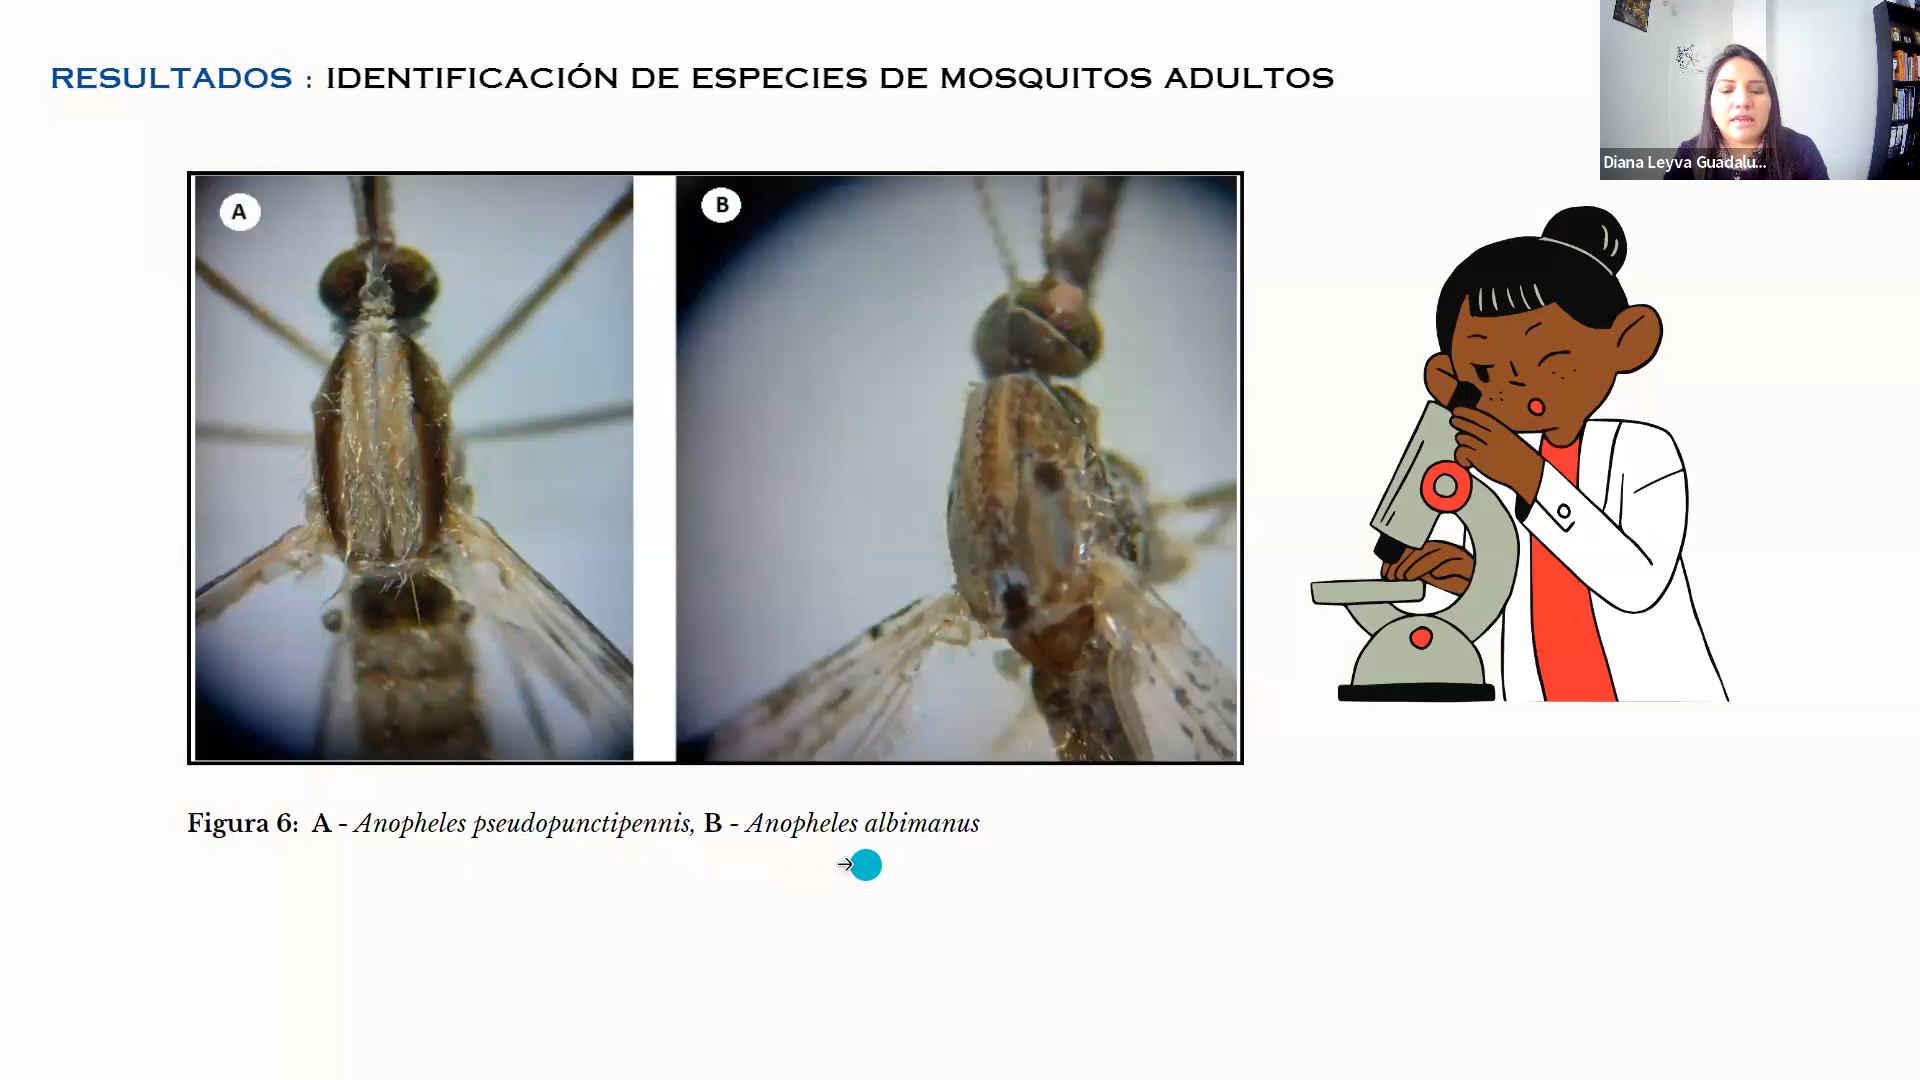 RESULTADOS : IDENTIFICACIÓN DE ESPECIES DE MOSQUITOS ADULTOS
Diana Leyva Guadalu...
A
B
Figura 6: A - Anopheles pseudopunctipennis, B - Anopheles albimanus